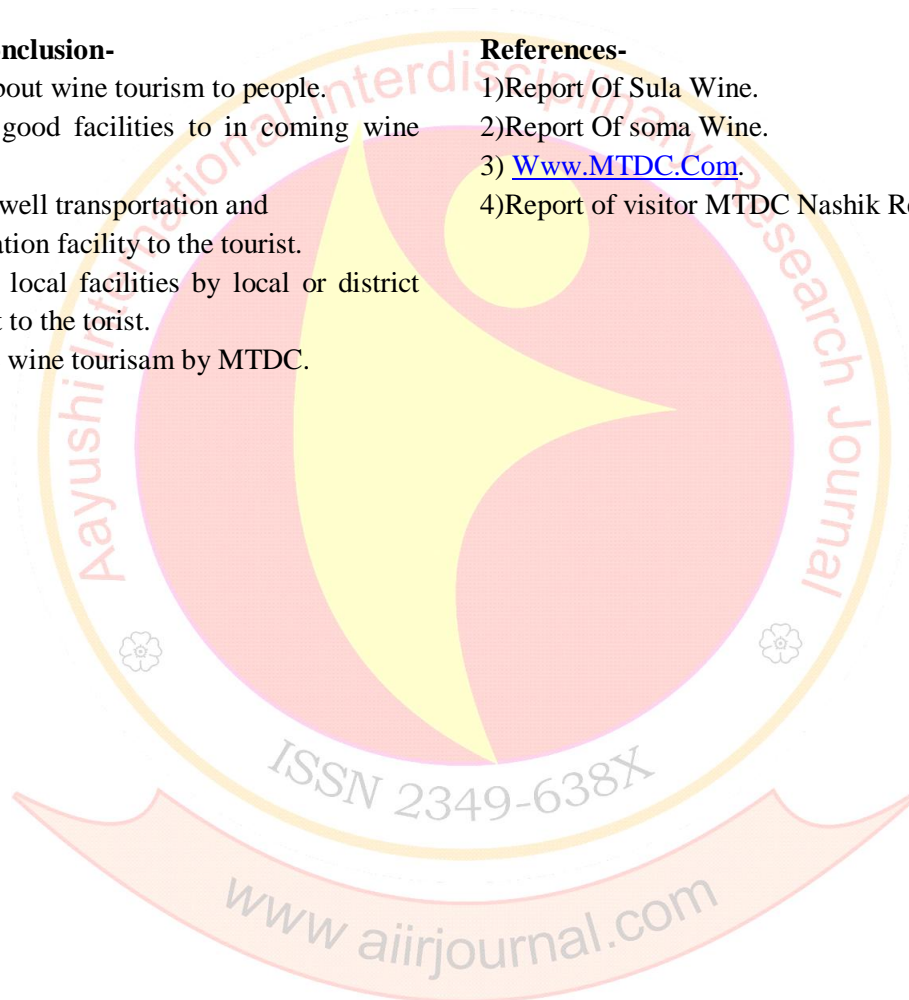 onclusion-
bout wine tourism to people.
good facilities to in coming wine
well transportation and
ation facility to the tourist.
local facilities by local or district
t to the torist.
wine tourisam by MTDC.
References-
1)Report Of Sula Wine.
2)Report Of soma Wine.
3) Www.MTDC.Com.
4)Report of visitor MTDC Nashik Re
Aayushi International Interdisciplinary Research Journal
ISSN 2349-638X
www aiirjournal.com